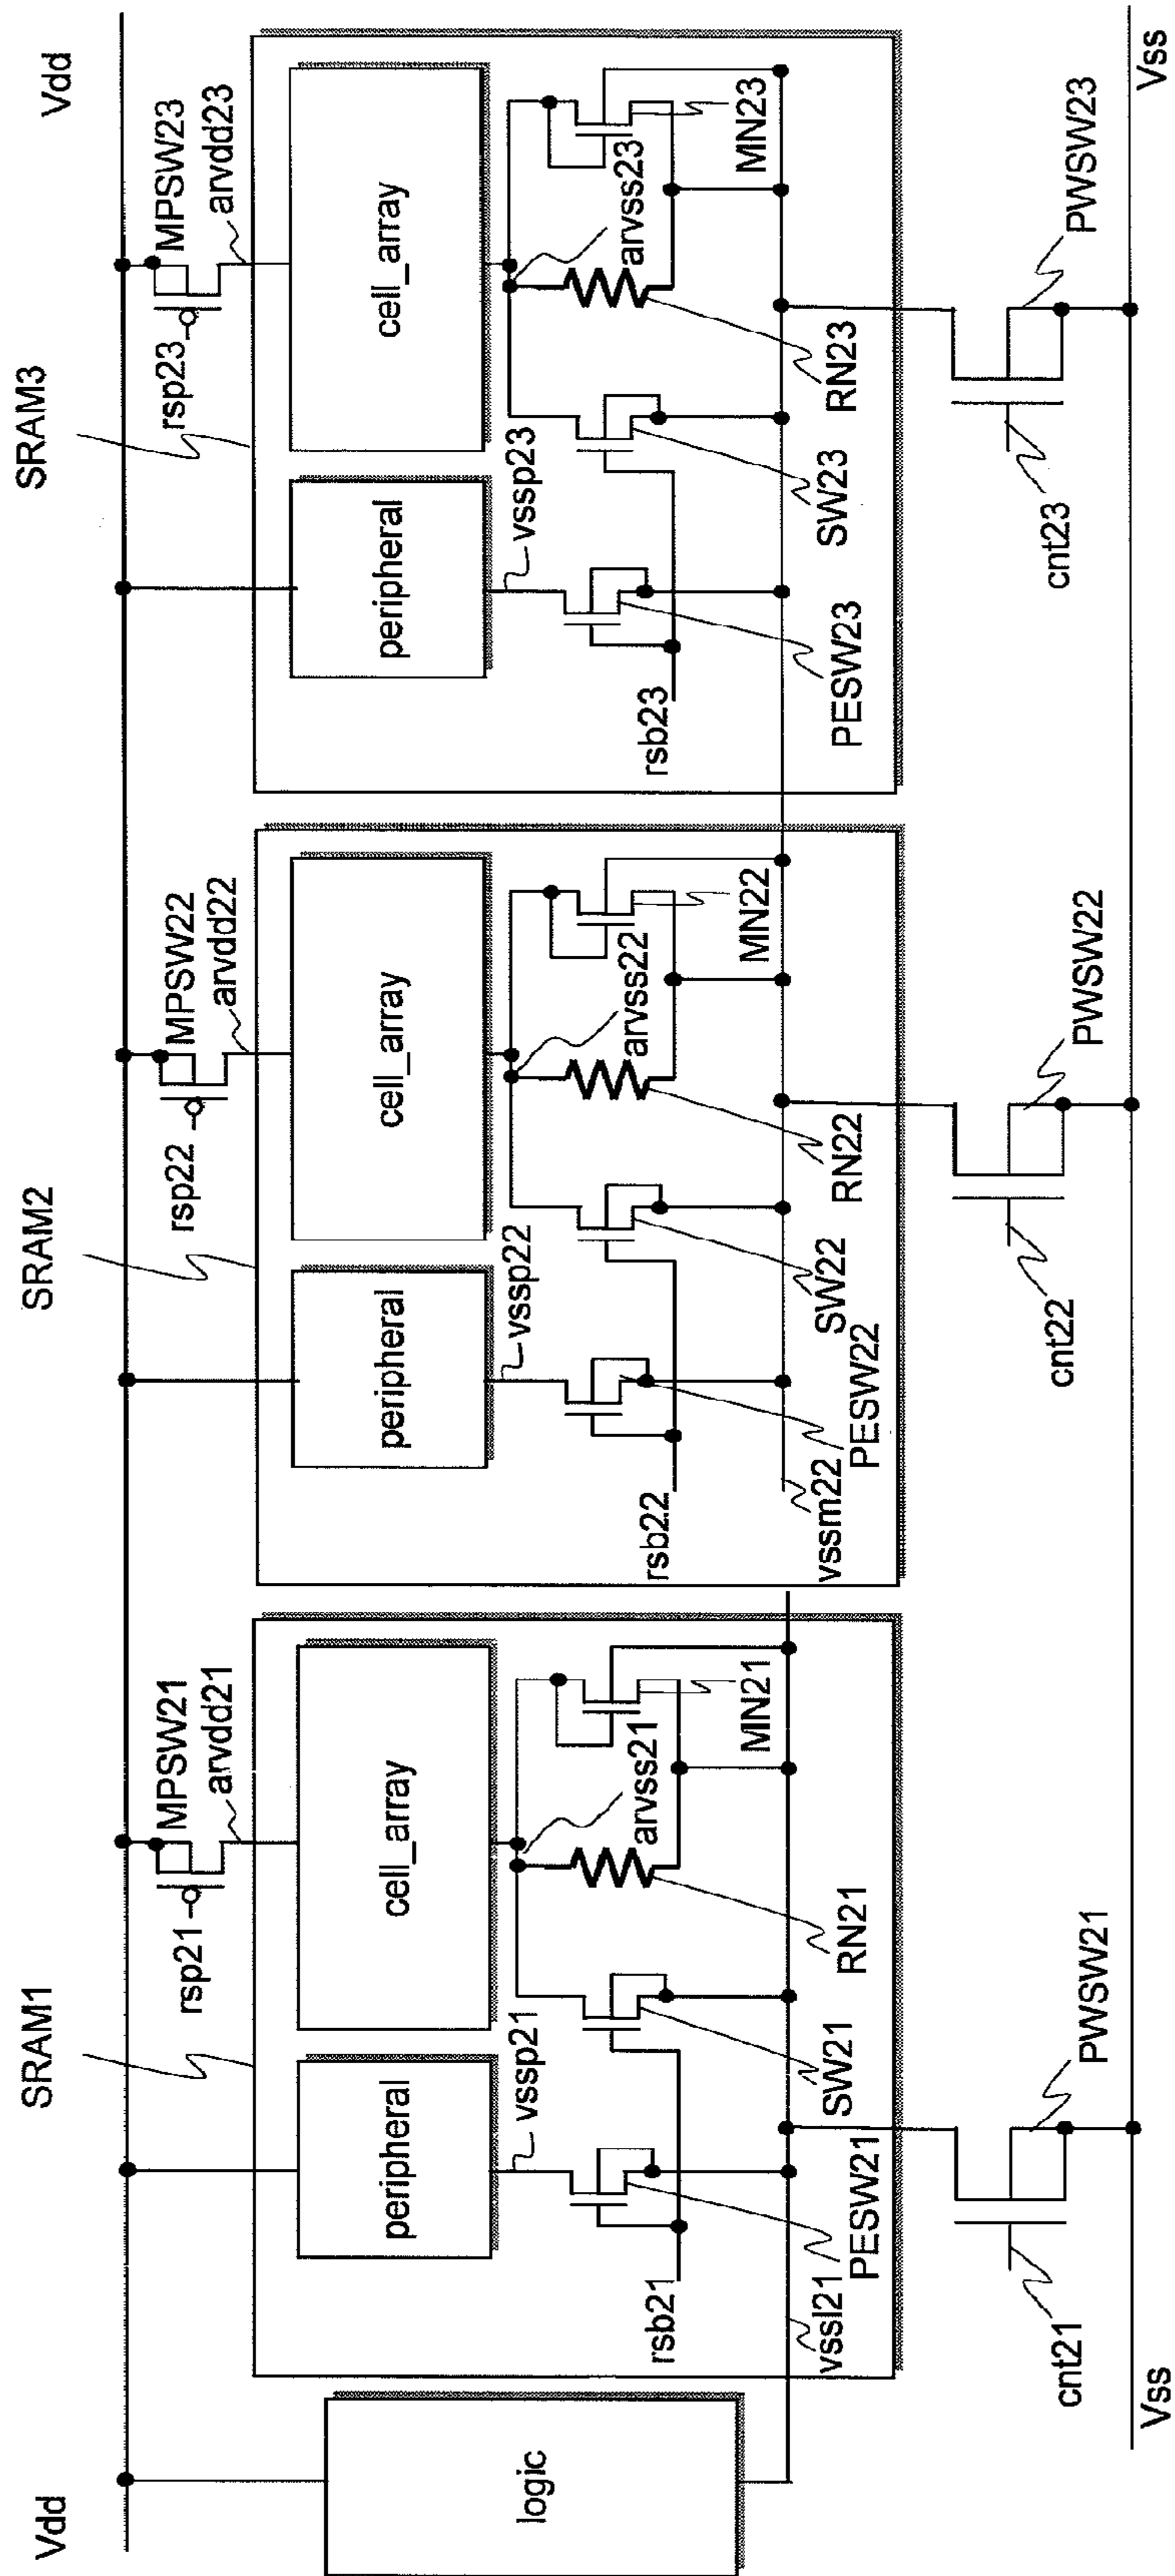 Vdd
Vdd
SRAM1
SRAM2
SRAM3
rsp21
MPSW21
arvdd21
rsp22
MPSW22
arvdd22
rsp23
MPSW23
arvdd23
logic
peripheral
cell_array
peripheral
cell_array
peripheral
cell_array
vssp21
arvss21
vssp22
arvss22
vssp23
arvss23
rsb21
MN21
rsb22
MN22
rsb23
MN23
vssl21
PESW21
SW21
RN21
vssm22
PESW22
SW22
RN22
PESW23
SW23
RN23
cnt21
PWSW21
cnt22
PWSW22
cnt23
PWSW23
Vss
Vss